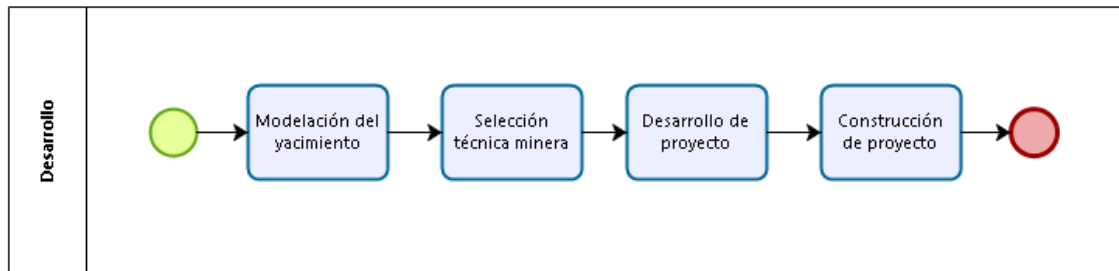 Desarrollo
Modelación del
yacimiento
Selección
técnica minera
Desarrollo de
proyecto
Construcción
de proyecto